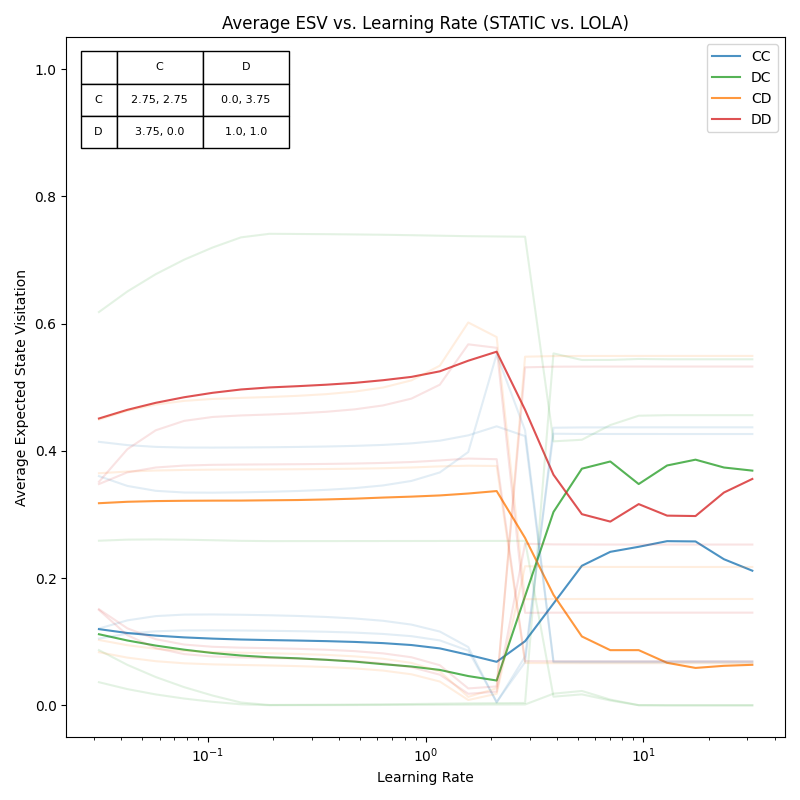 Average ESV vs. Learning Rate (STATIC vs. LOLA)
C D
C 2.75, 2.75 0.0, 3.75
D 3.75, 0.0 1.0, 1.0
CC
DC
CD
DD
1.0
0.8
0.6
0.4
0.2
0.0
Average Expected State Visitation
10⁻¹ 10⁰ 10¹
Learning Rate